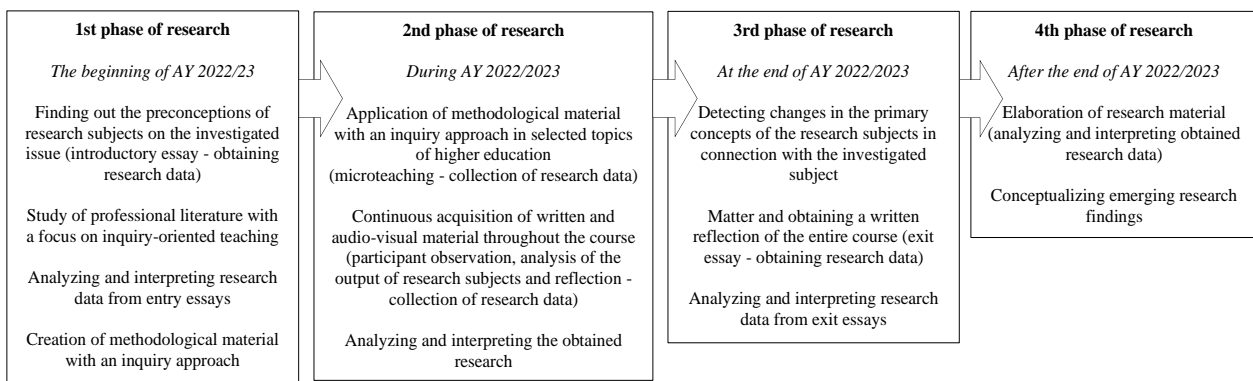 1st phase of research
The beginning of AY 2022/23
Finding out the preconceptions of
research subjects on the investigated
issue (introductory essay - obtaining
research data)
Study of professional literature with
a focus on inquiry-oriented teaching
Analyzing and interpreting research
data from entry essays
Creation of methodological material
with an inquiry approach
2nd phase of research
During AY 2022/2023
Application of methodological material
with an inquiry approach in selected topics
of higher education
(microteaching - collection of research data)
Continuous acquisition of written and
audio-visual material throughout the course
(participant observation, analysis of the
output of research subjects and reflection -
collection of research data)
Analyzing and interpreting the obtained
research
3rd phase of research
At the end of AY 2022/2023
Detecting changes in the primary
concepts of the research subjects in
connection with the investigated
subject
Matter and obtaining a written
reflection of the entire course (exit
essay - obtaining research data)
Analyzing and interpreting research
data from exit essays
4th phase of research
After the end of AY 2022/2023
Elaboration of research material
(analyzing and interpreting obtained
research data)
Conceptualizing emerging research
findings